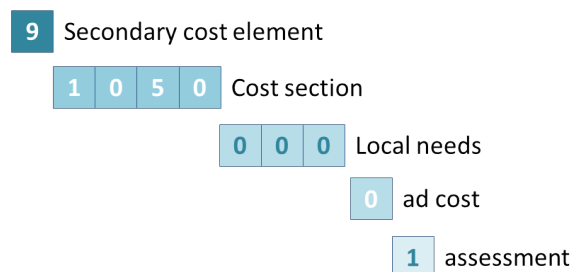 9 Secondary cost element
1 0 5 0 Cost section
0 0 0 Local needs
0 ad cost
1 assessment